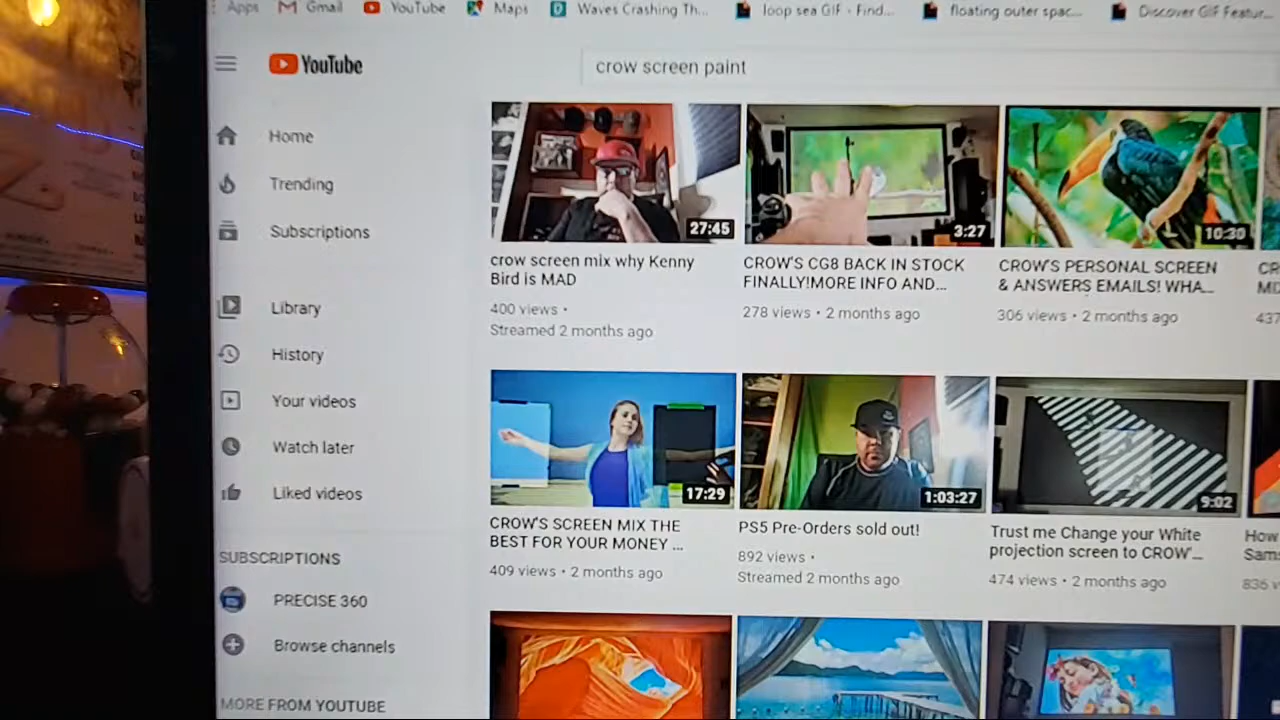 Apps Gmail YouTube Maps Waves Crashing Th... loop sea GIF - Find... floating outer spac... Discover GIF Featur...
YouTube
crow screen paint
Home
Trending
Subscriptions
Library
History
Your videos
Watch later
Liked videos
SUBSCRIPTIONS
PRECISE 360
Browse channels
MORE FROM YOUTUBE
27:45
crow screen mix why Kenny
Bird is MAD
400 views •
Streamed 2 months ago
3:27
CROW'S CG8 BACK IN STOCK
FINALLY!MORE INFO AND...
278 views • 2 months ago
10:30
CROW'S PERSONAL SCREEN
& ANSWERS EMAILS! WHA...
306 views • 2 months ago
437
17:29
CROW'S SCREEN MIX THE
BEST FOR YOUR MONEY ...
409 views • 2 months ago
1:03:27
PS5 Pre-Orders sold out!
892 views •
Streamed 2 months ago
9:02
Trust me Change your White
projection screen to CROW'...
474 views • 2 months ago
How
Sam
836 v